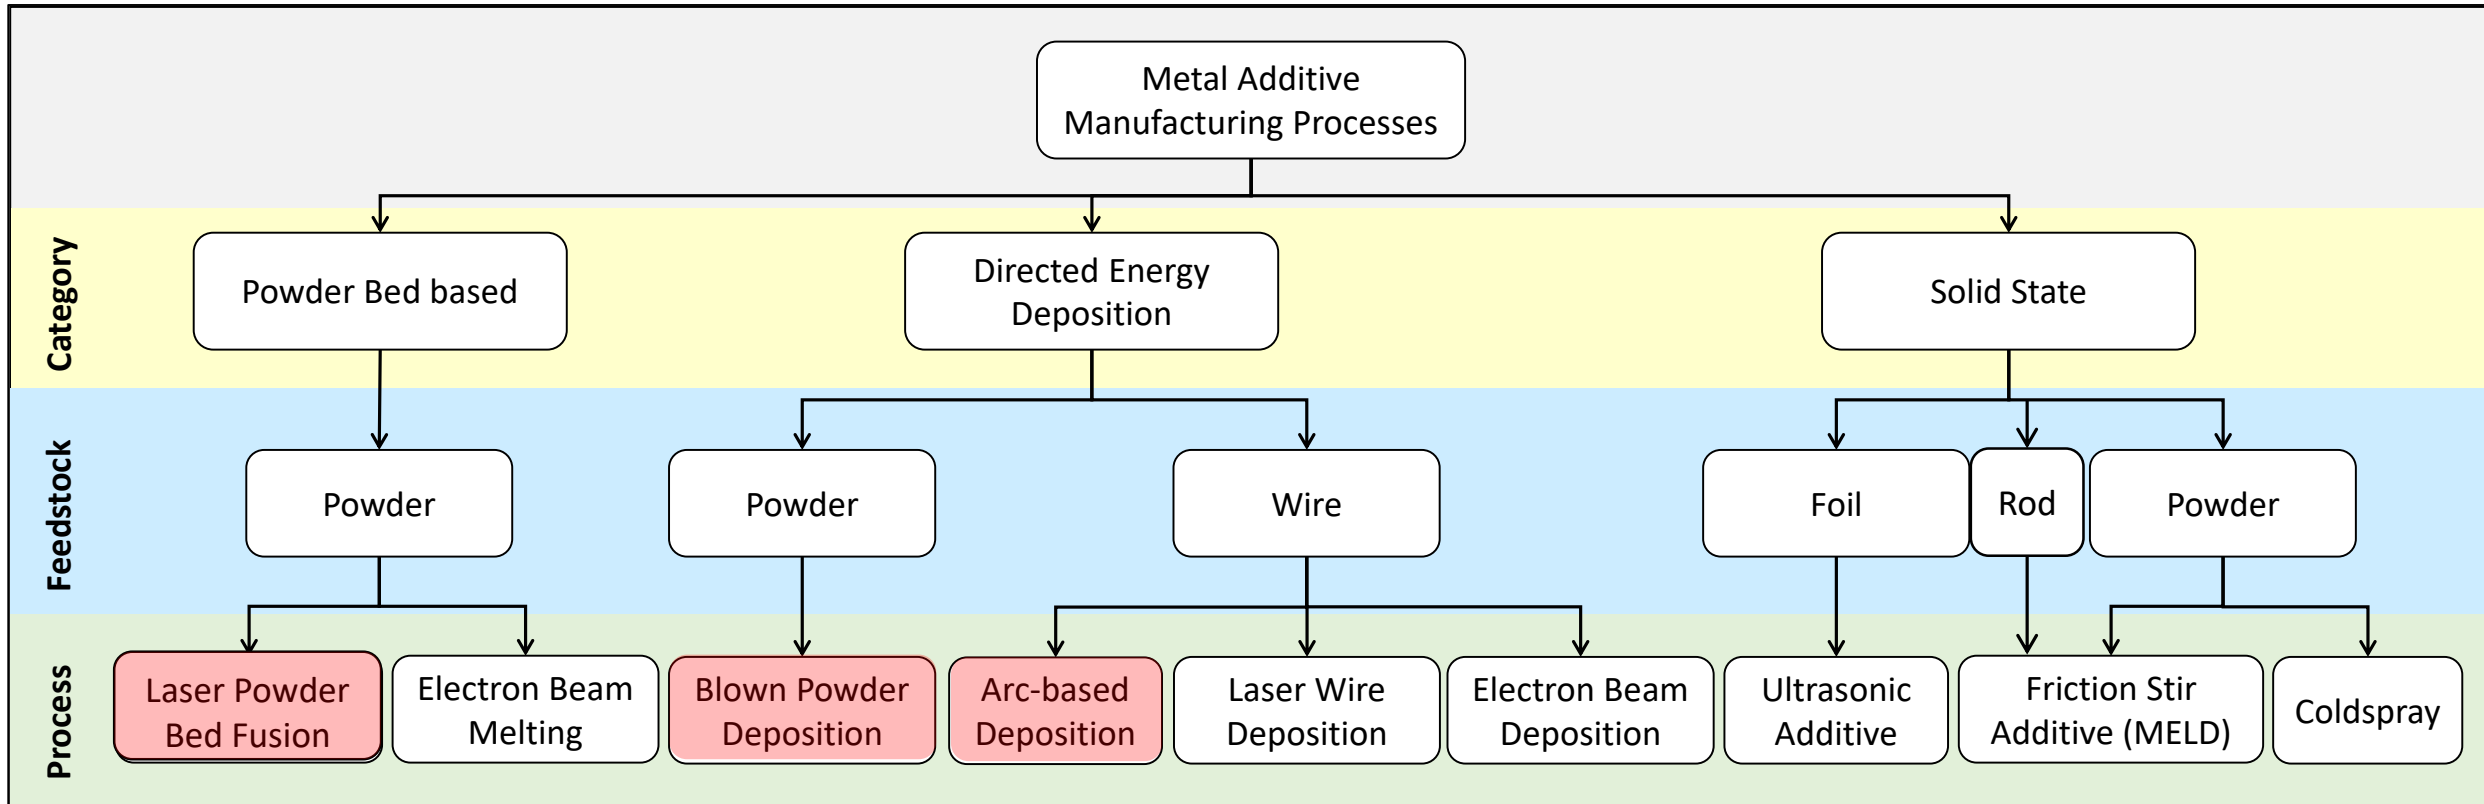 Metal Additive
Manufacturing Processes
Category
Powder Bed based
Directed Energy
Deposition
Solid State
Feedstock
Powder
Powder
Wire
Foil
Rod
Powder
Process
Laser Powder
Bed Fusion
Electron Beam
Melting
Blown Powder
Deposition
Arc-based
Deposition
Laser Wire
Deposition
Electron Beam
Deposition
Ultrasonic
Additive
Friction Stir
Additive (MELD)
Coldspray